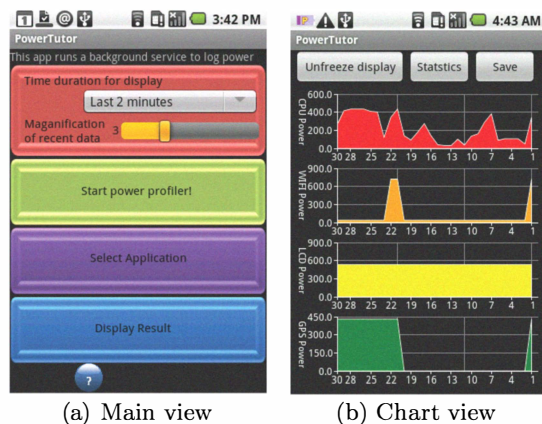 1 3:42 PM
PowerTutor
This app runs a background service to log power
Time duration for display
Last 2 minutes
Maganification
of recent data
3
Start power profiler!
Select Application
Display Result
?
(a) Main view
4:43 AM
PowerTutor
Unfreeze display
Statstics
Save
CPU Power
600.0
400.0
200.0
0.0
30 28 25 22 19 16 13 10 7 4 1
WIFI Power
900.0
600.0
300.0
0.0
30 28 25 22 19 16 13 10 7 4 1
LCD Power
900.0
600.0
300.0
0.0
30 28 25 22 19 16 13 10 7 4 1
GPS Power
450.0
300.0
150.0
0.0
30 28 25 22 19 16 13 10 7 4 1
(b) Chart view